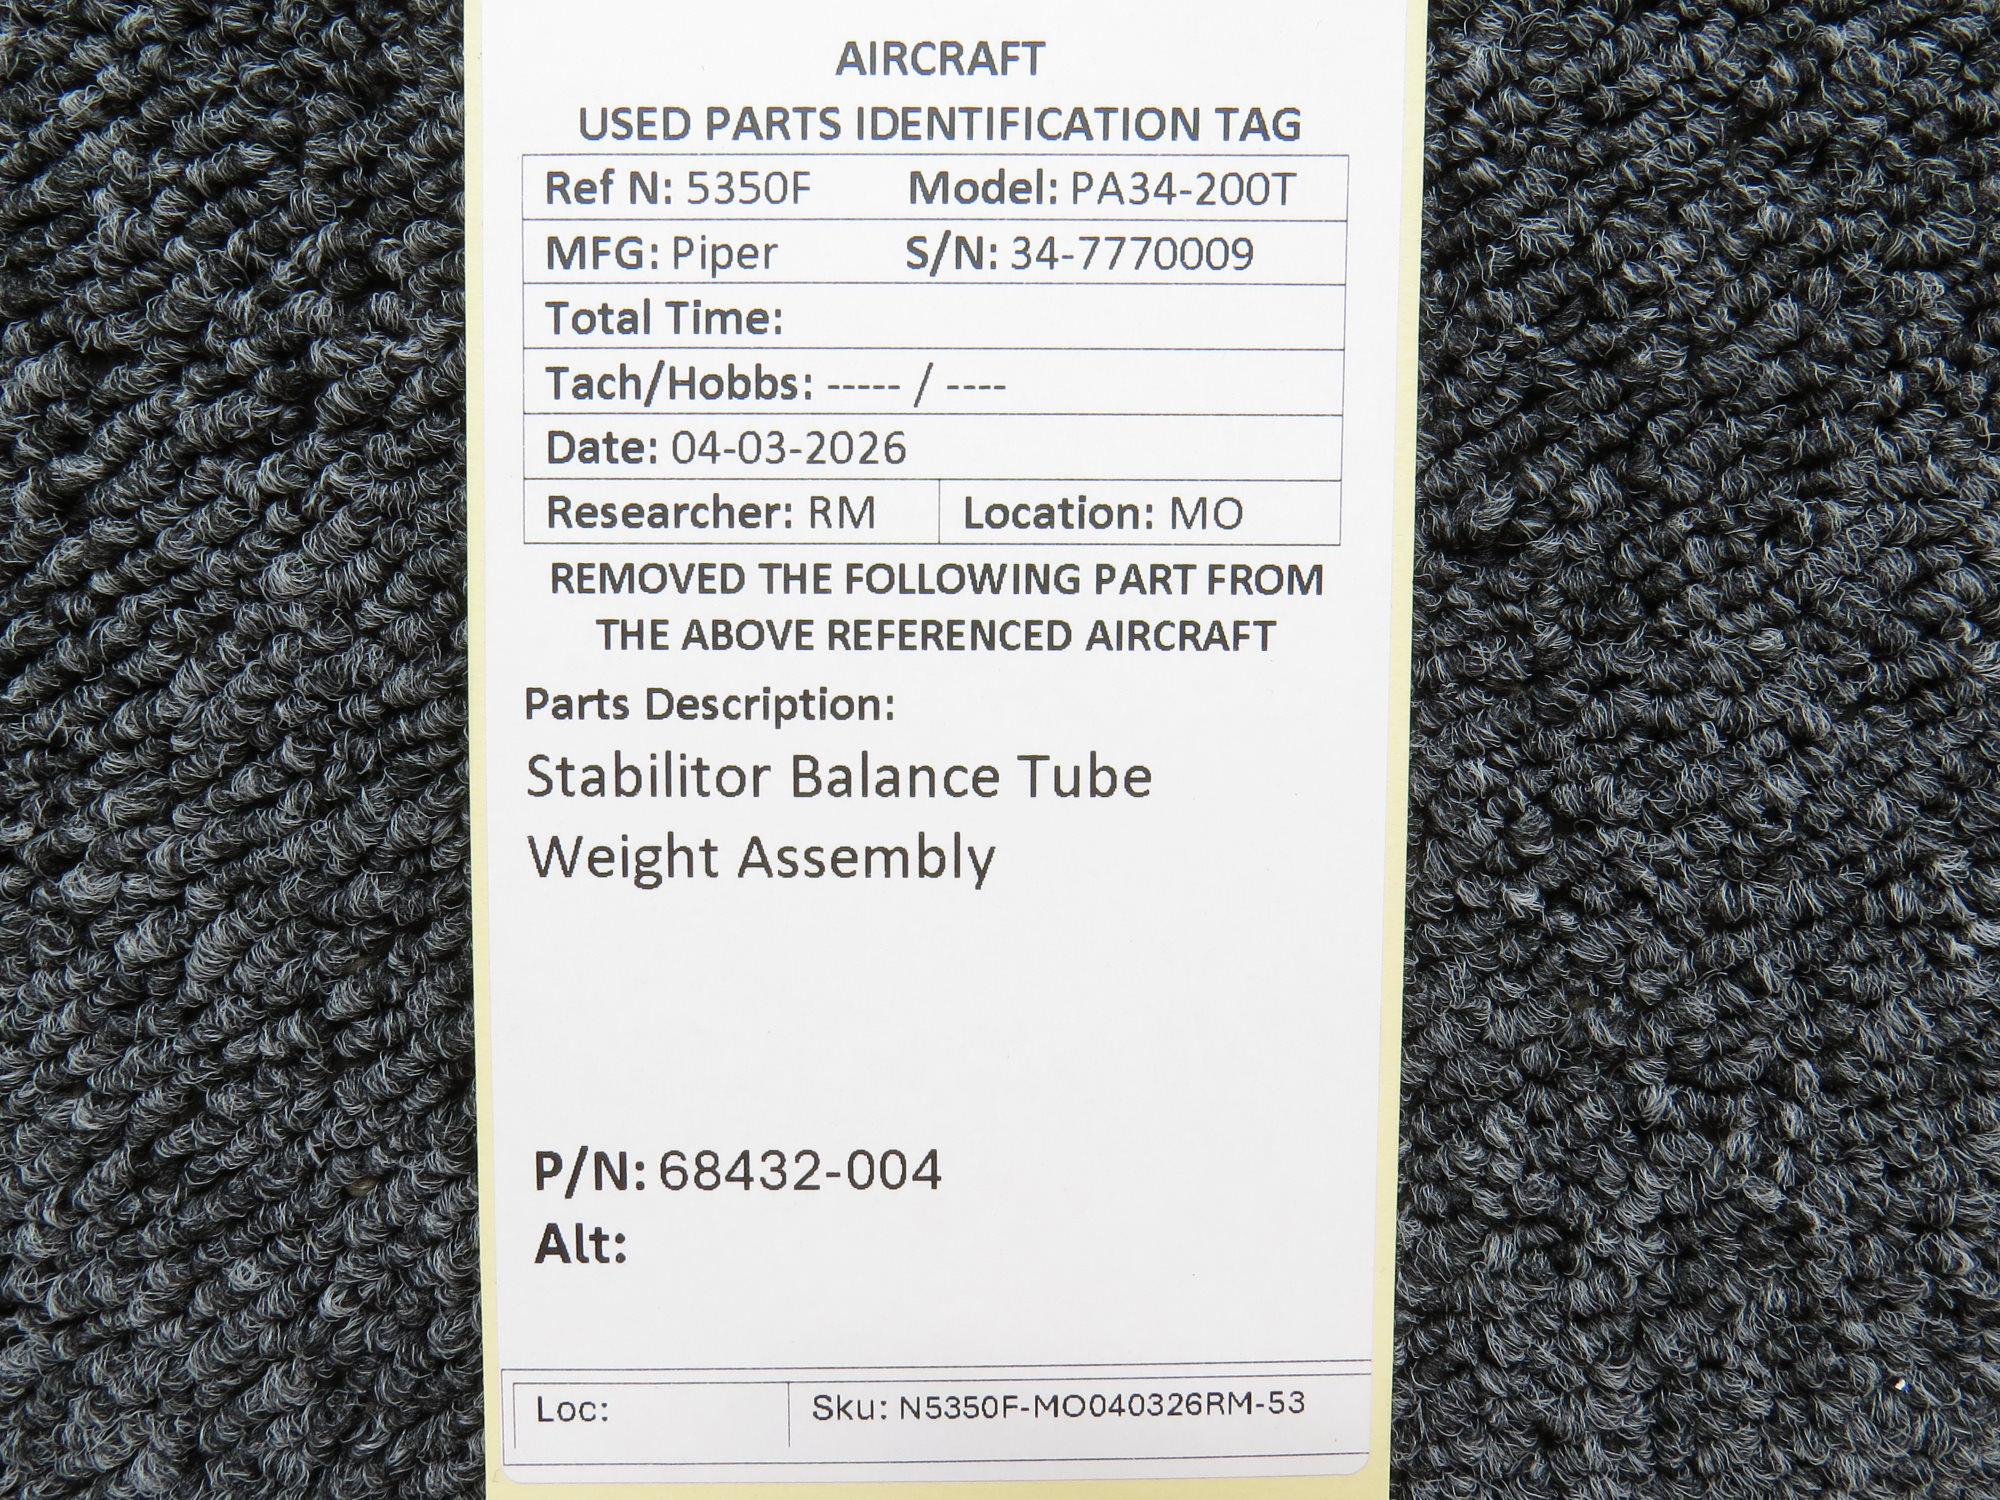 AIRCRAFT
USED PARTS IDENTIFICATION TAG
Ref N: 5350F Model: PA34-200T
MFG: Piper S/N: 34-7770009
Total Time:
Tach/Hobbs: ----- / ----
Date: 04-03-2026
Researcher: RM Location: MO
REMOVED THE FOLLOWING PART FROM
THE ABOVE REFERENCED AIRCRAFT
Parts Description:
Stabilitor Balance Tube
Weight Assembly
P/N: 68432-004
Alt:
Loc: Sku: N5350F-MO040326RM-53